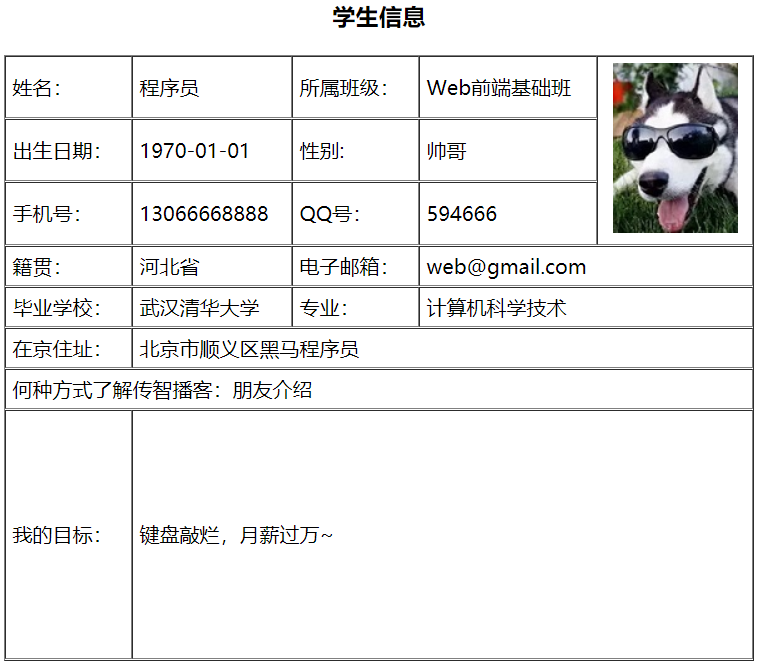 学生信息
姓名： 程序员 所属班级： Web前端基础班
出生日期： 1970-01-01 性别: 帅哥
手机号： 13066668888 QQ号： 594666
籍贯： 河北省 电子邮箱： web@gmail.com
毕业学校： 武汉清华大学 专业： 计算机科学技术
在京住址： 北京市顺义区黑马程序员
何种方式了解传智播客：朋友介绍
我的目标： 键盘敲烂，月薪过万~